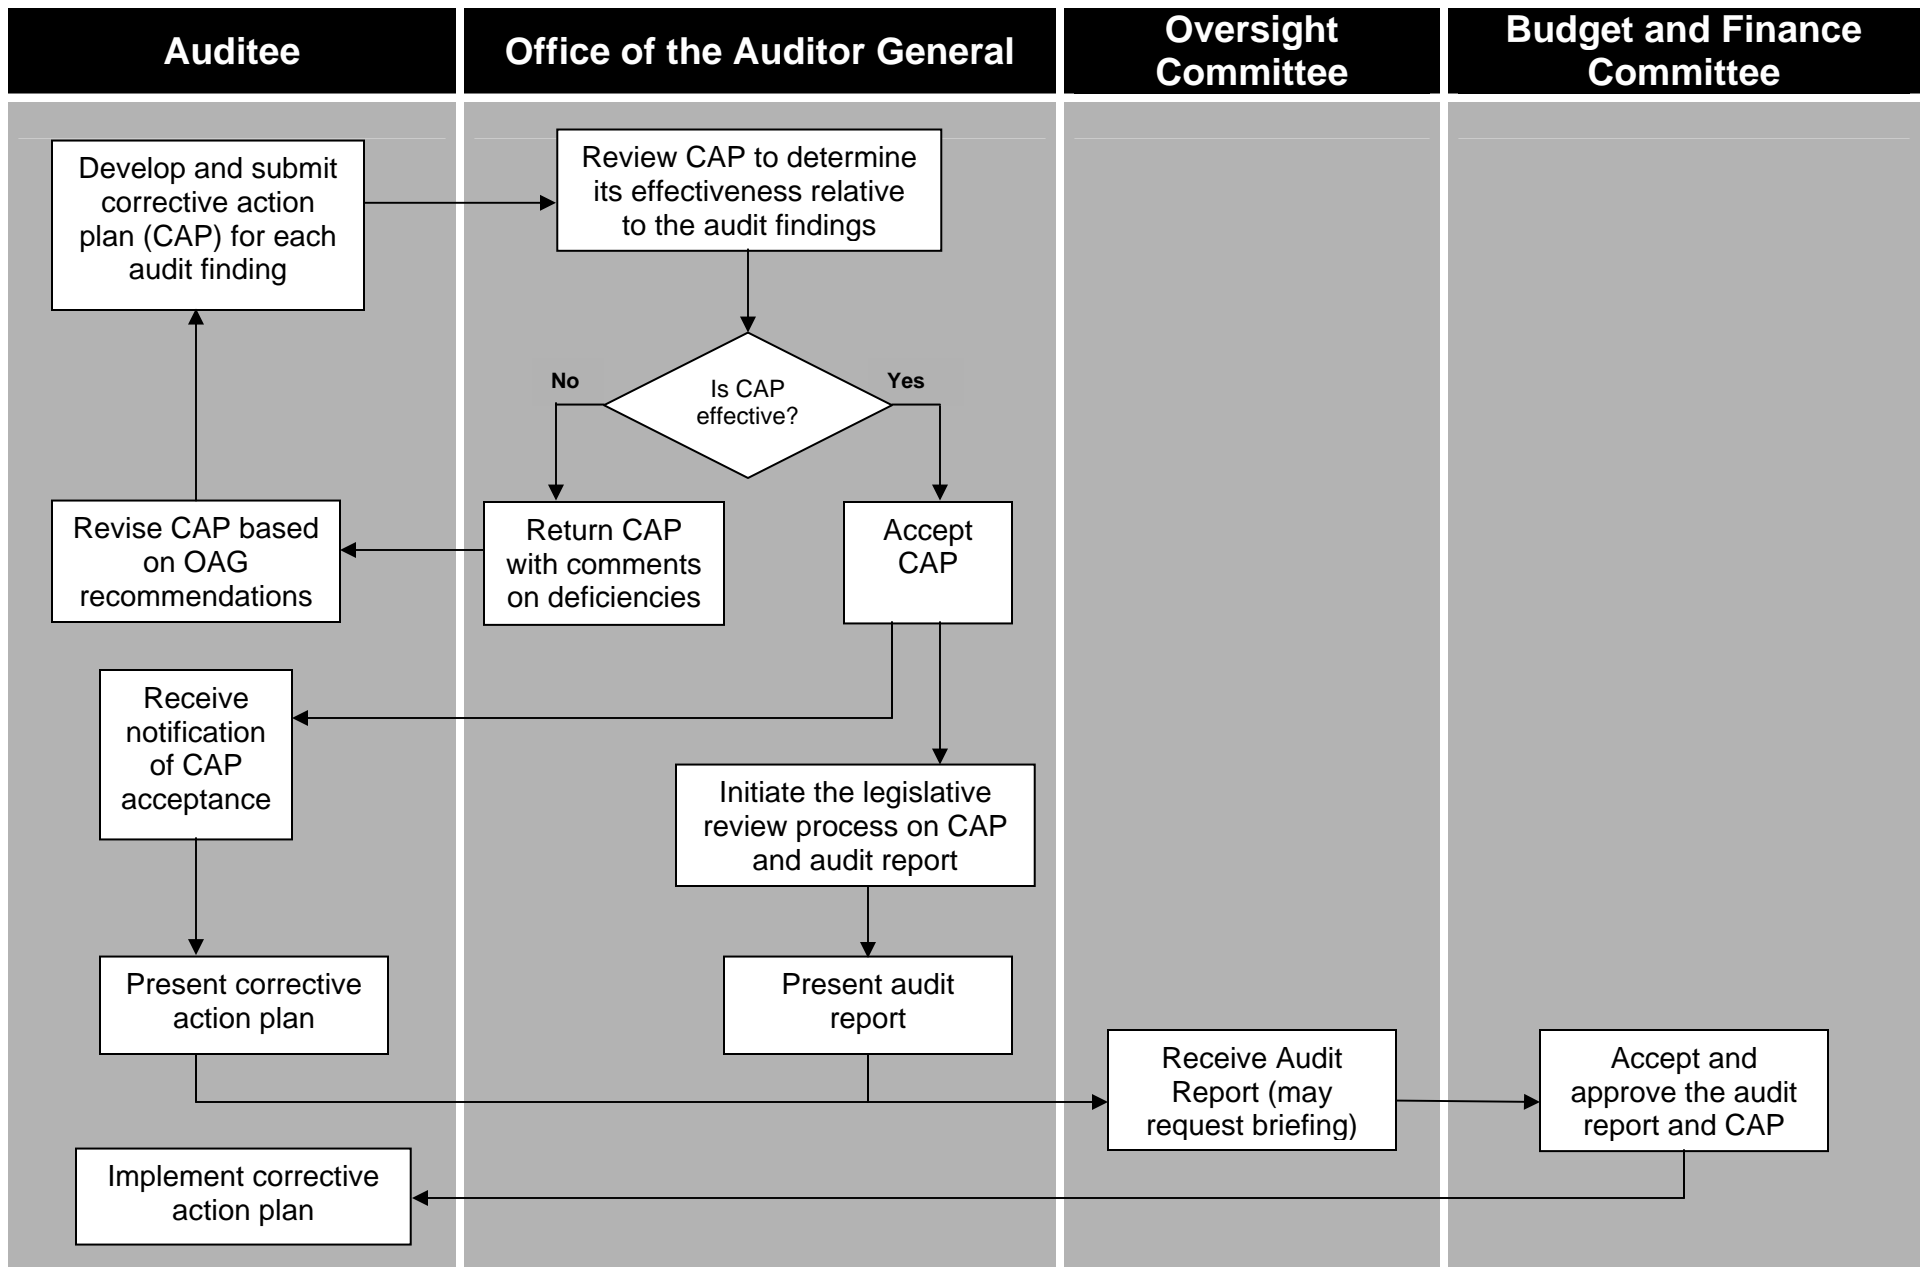 Auditee
Office of the Auditor General
Oversight
Committee
Budget and Finance
Committee
Develop and submit
corrective action
plan (CAP) for each
audit finding
Review CAP to determine
its effectiveness relative
to the audit findings
No
Is CAP
effective?
Yes
Revise CAP based
on OAG
recommendations
Return CAP
with comments
on deficiencies
Accept
CAP
Receive
notification
of CAP
acceptance
Initiate the legislative
review process on CAP
and audit report
Present corrective
action plan
Present audit
report
Receive Audit
Report (may
request briefing)
Accept and
approve the audit
report and CAP
Implement corrective
action plan